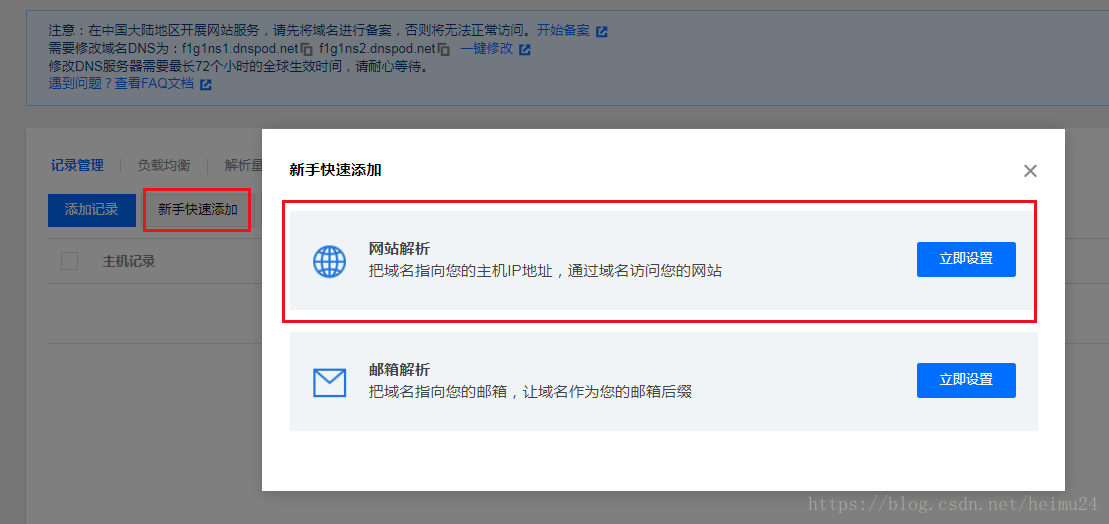 注意：在中国大陆地区开展网站服务，请先将域名进行备案，否则将无法正常访问。开始备案
需要修改域名DNS为：f1g1ns1.dnspod.net f1g1ns2.dnspod.net 一键修改
修改DNS服务器需要最长72个小时的全球生效时间，请耐心等待。
遇到问题？查看FAQ文档
记录管理 负载均衡 解析量
添加记录 新手快速添加
主机记录
新手快速添加
网站解析
把域名指向您的主机IP地址，通过域名访问您的网站
立即设置
邮箱解析
把域名指向您的邮箱，让域名作为您的邮箱后缀
立即设置
https://blog.csdn.net/heimu24